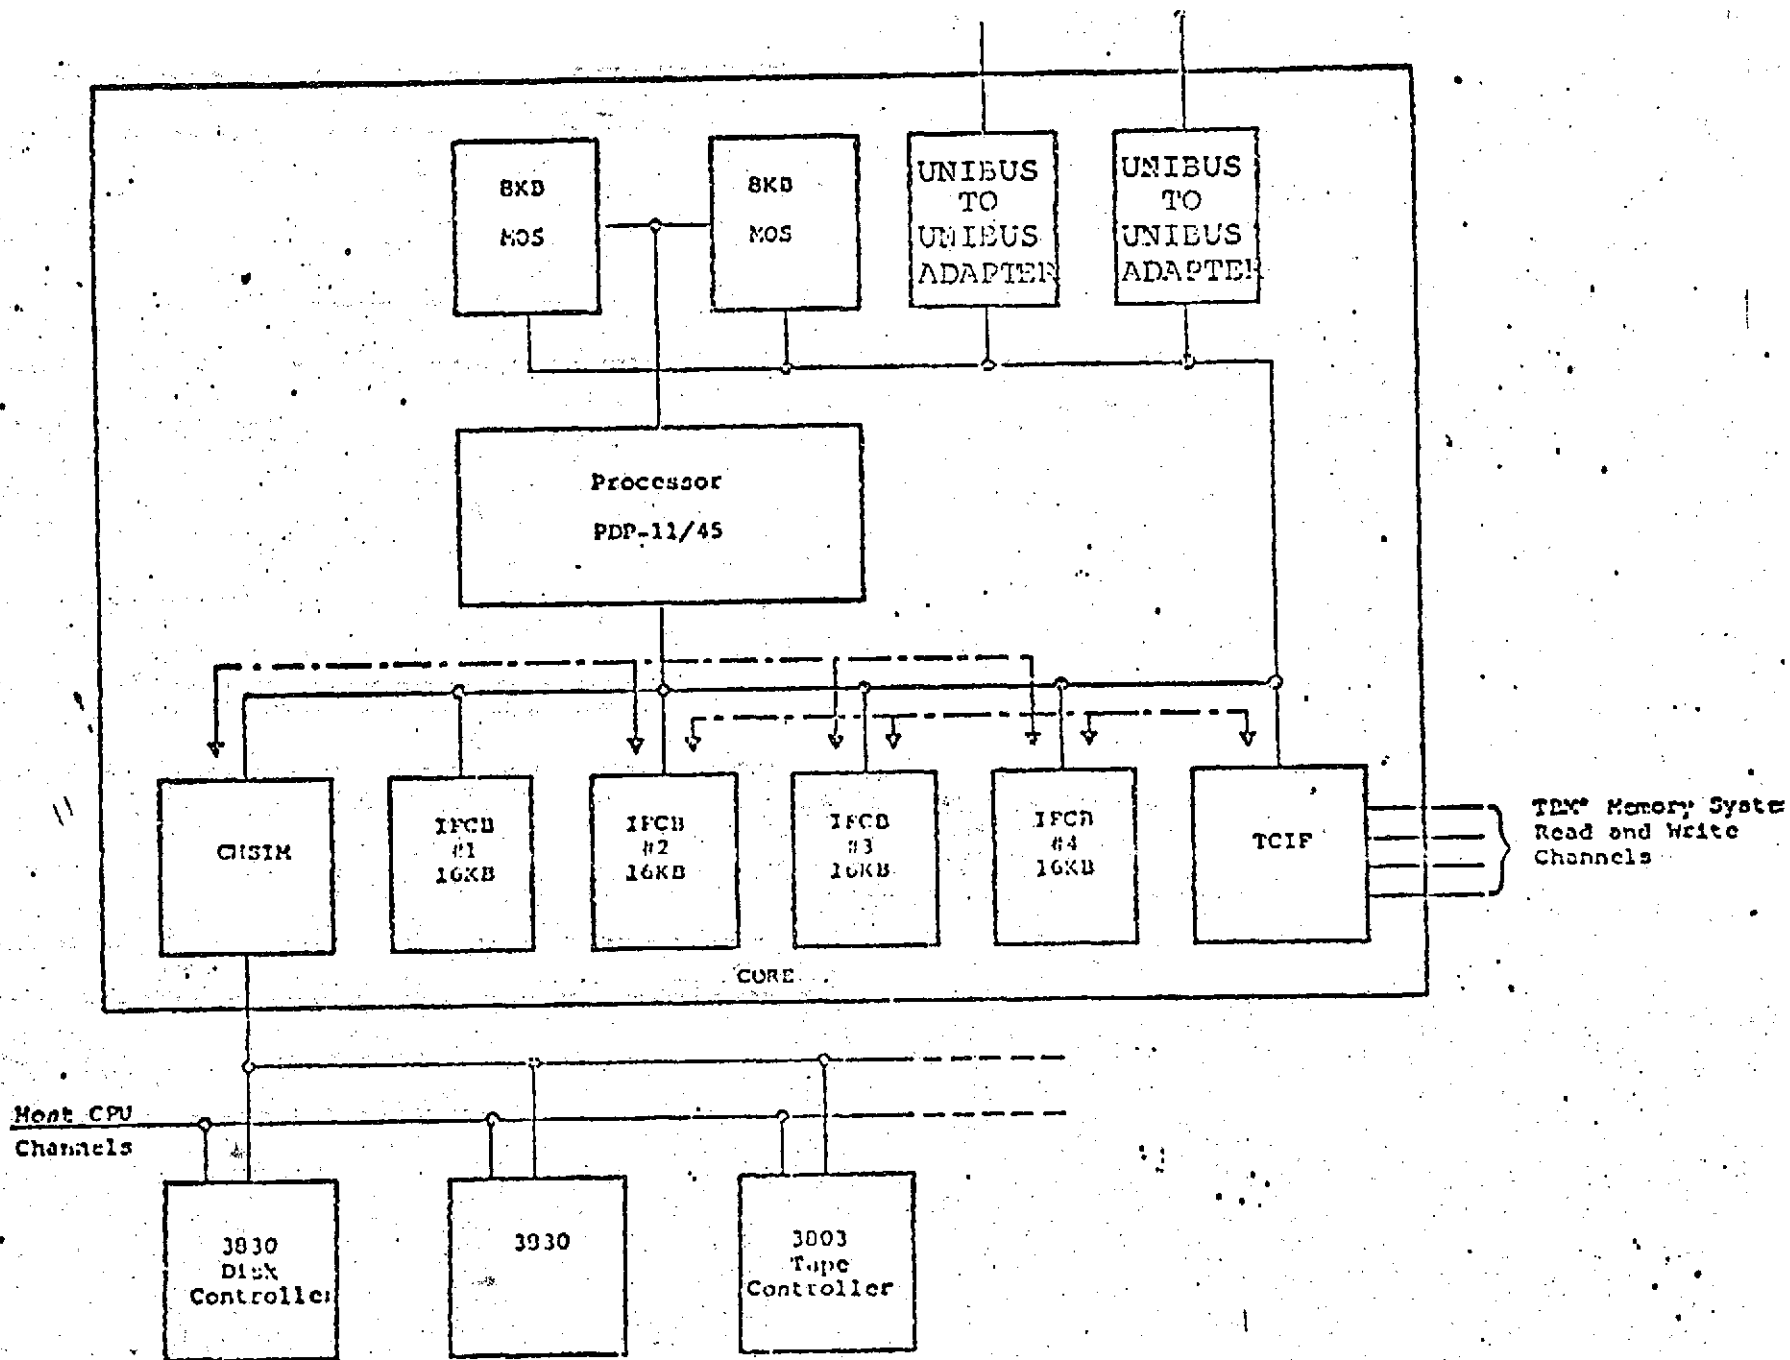 8KB
MOS
8KB
MOS
UNIBUS
TO
UNIBUS
ADAPTER
UNIBUS
TO
UNIBUS
ADAPTER
Processor
PDP-11/45
CHSIM
IFCB
#1
16KB
IFCB
#2
16KB
IFCB
#3
16KB
IFCB
#4
16KB
TCIF
Memory System
Read and Write
Channels
CORE
Host CPU
Channels
3830
Disk
Controller
3830
3803
Tape
Controller